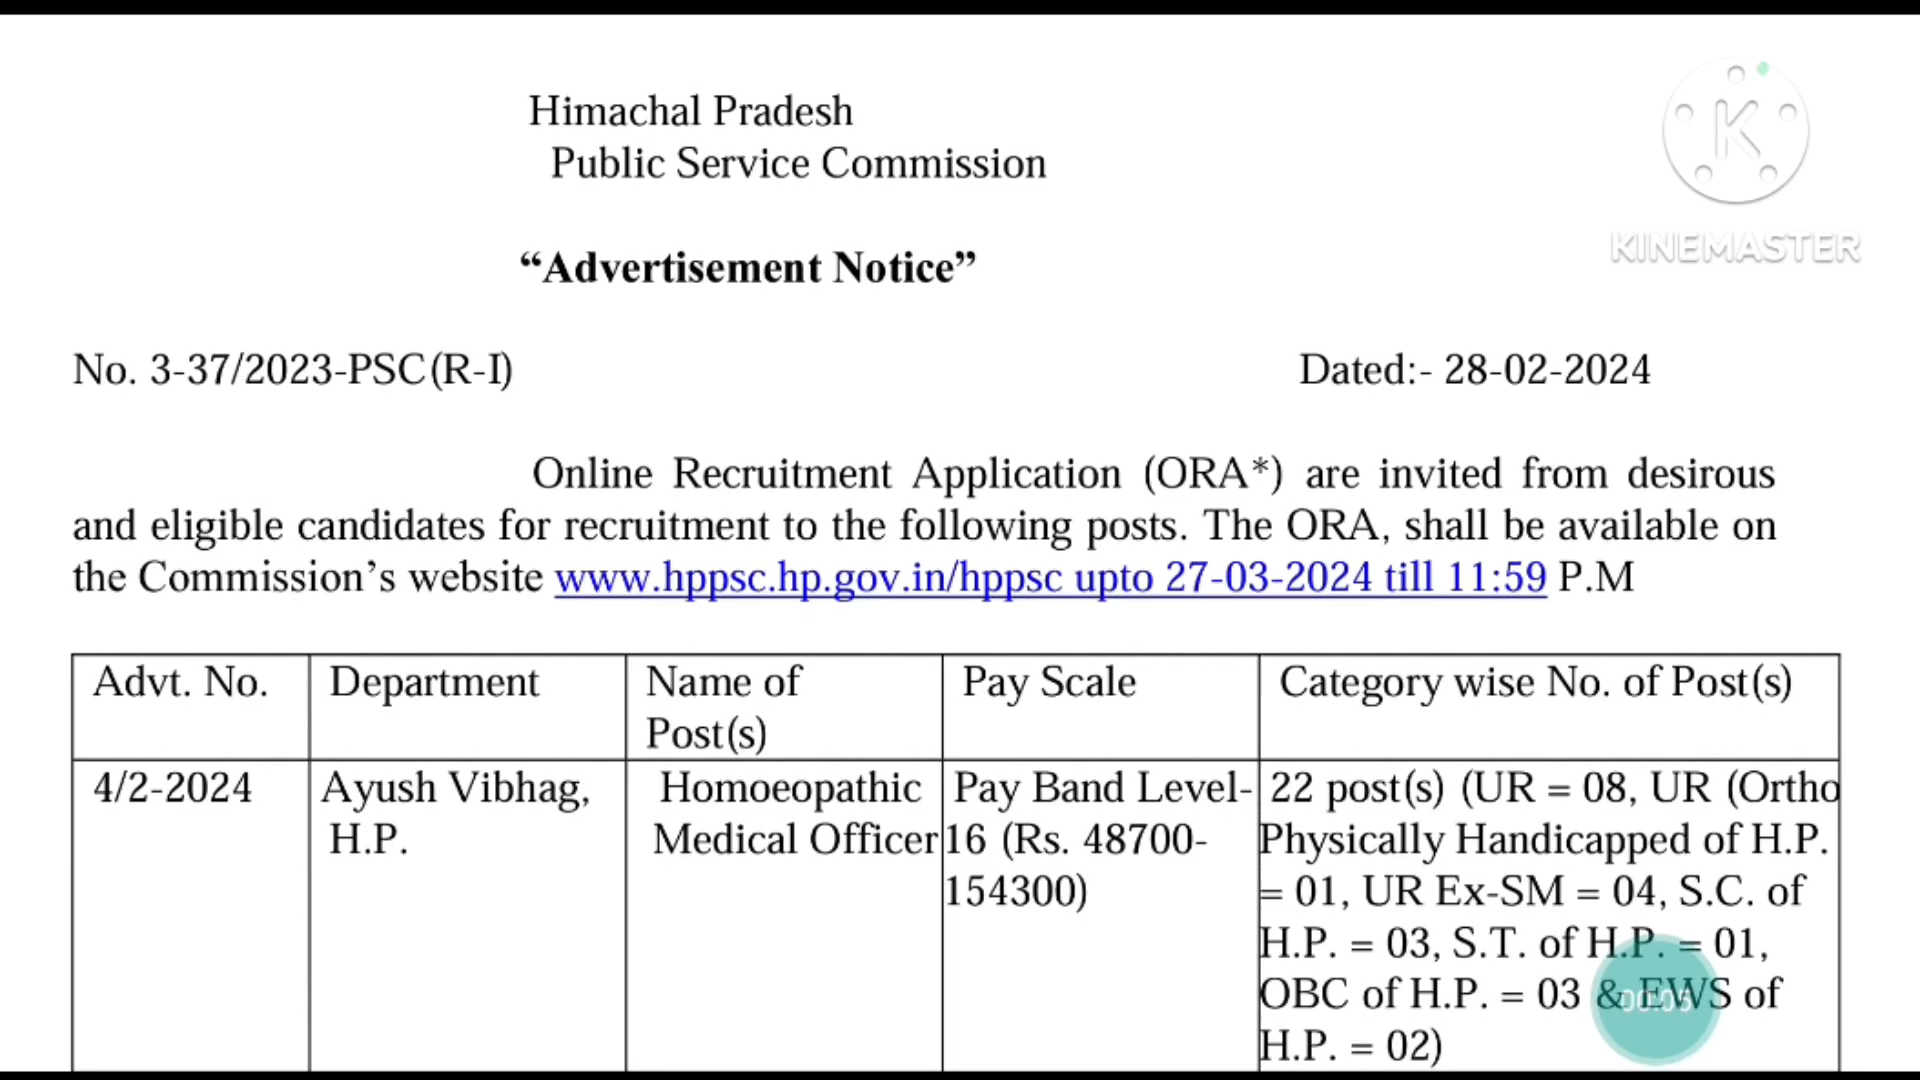 Himachal Pradesh
Public Service Commission
K
KINEMASTER
“Advertisement Notice”
No. 3-37/2023-PSC(R-I) Dated:- 28-02-2024
Online Recruitment Application (ORA*) are invited from desirous
and eligible candidates for recruitment to the following posts. The ORA, shall be available on
the Commission’s website www.hppsc.hp.gov.in/hppsc upto 27-03-2024 till 11:59 P.M
Advt. No. Department Name of Pay Scale Category wise No. of Post(s)
Post(s)
4/2-2024 Ayush Vibhag, Homoeopathic Pay Band Level- 22 post(s) (UR = 08, UR (Ortho
H.P. Medical Officer 16 (Rs. 48700- Physically Handicapped of H.P.
154300) = 01, UR Ex-SM = 04, S.C. of
H.P. = 03, S.T. of H.P. = 01,
OBC of H.P. = 03 & EWS of
H.P. = 02)